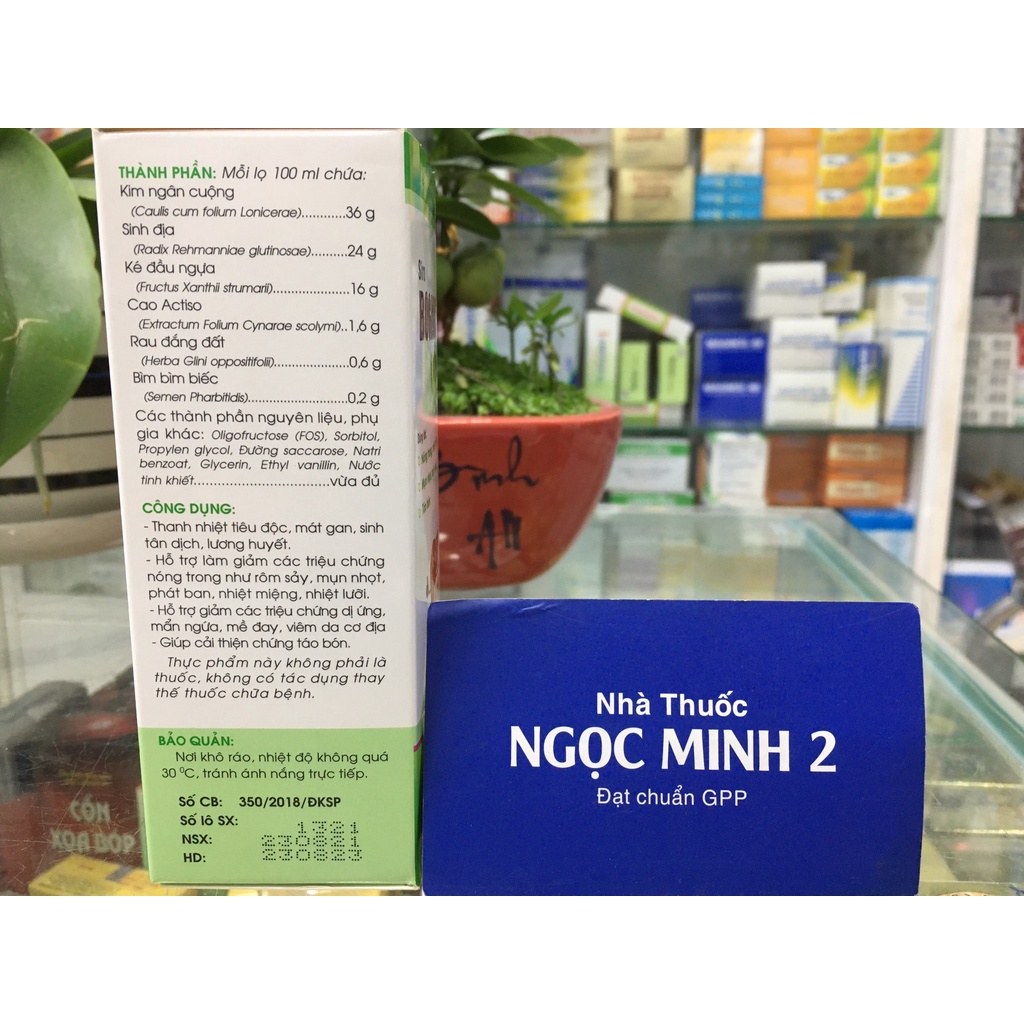 THÀNH PHẦN: Mỗi lọ 100 ml chứa:
Kim ngân cuộng
(Caulis cum folium Lonicerae)............36 g
Sinh địa
(Radix Rehmanniae glutinosae)..........24 g
Ké đầu ngựa
(Fructus Xanthii strumarii).....................16 g
Cao Actiso
(Extractum Folium Cynarae scolymi)..1,6 g
Rau đắng đất
(Herba Glini oppositifolii)....................0,6 g
Bìm bìm biếc
(Semen Pharbitidis)...........................0,2 g
Các thành phần nguyên liệu, phụ
gia khác: Oligofructose (FOS), Sorbitol,
Propylen glycol, Đường saccarose, Natri
benzoat, Glycerin, Ethyl vanillin, Nước
tinh khiết.................................vừa đủ
CÔNG DỤNG:
- Thanh nhiệt tiêu độc, mát gan, sinh
tân dịch, lương huyết.
- Hỗ trợ làm giảm các triệu chứng
nóng trong như rôm sảy, mụn nhọt,
phát ban, nhiệt miệng, nhiệt lưỡi.
- Hỗ trợ giảm các triệu chứng dị ứng,
mẩn ngứa, mề đay, viêm da cơ địa
- Giúp cải thiện chứng táo bón.
Thực phẩm này không phải là
thuốc, không có tác dụng thay
thế thuốc chữa bệnh.
BẢO QUẢN:
Nơi khô ráo, nhiệt độ không quá
30 °C, tránh ánh nắng trực tiếp.
Số CB: 350/2018/ĐKSP
Số lô SX: 1321
NSX: 230821
HD: 230823
Nhà Thuốc
NGỌC MINH 2
Đạt chuẩn GPP
CỒN
XOA BÓP